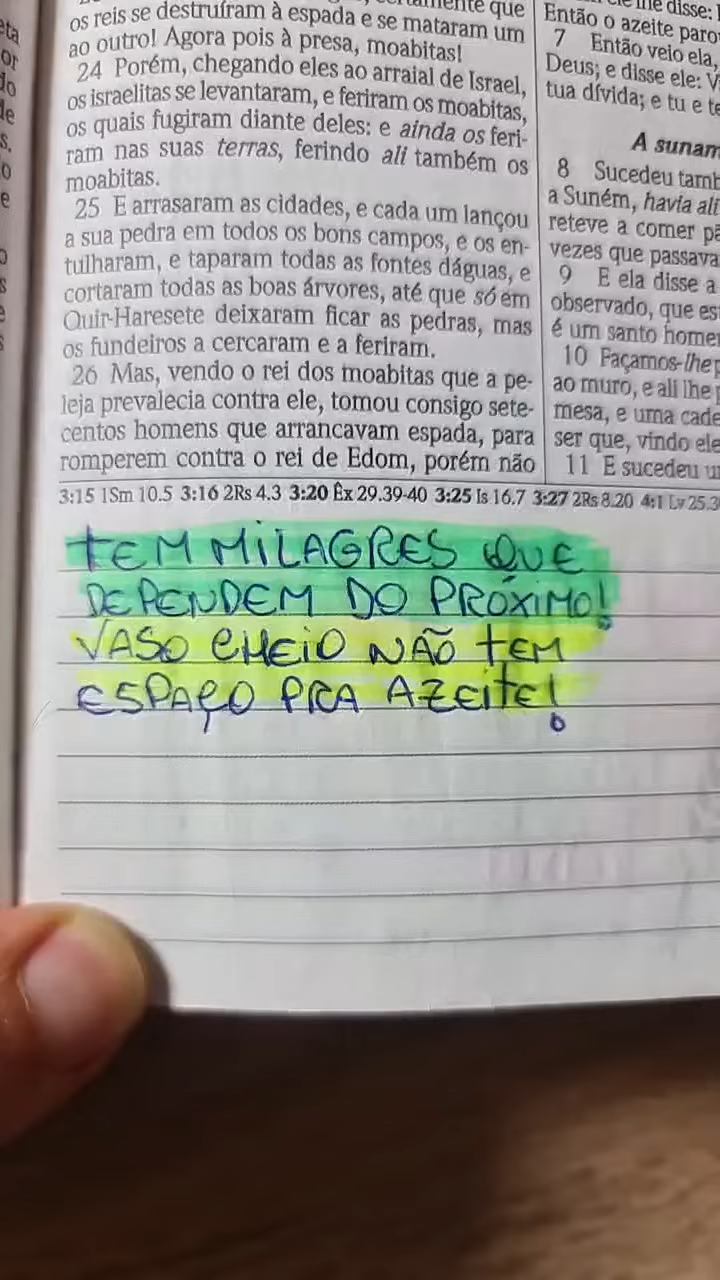 os reis se destruíram à espada e se mataram um
ao outro! Agora pois à presa, moabitas!
24 Porém, chegando eles ao arraial de Israel,
os israelitas se levantaram, e feriram os moabitas,
os quais fugiram diante deles: e ainda os feri-
ram nas suas terras, ferindo ali também os
moabitas.
25 E arrasaram as cidades, e cada um lançou
a sua pedra em todos os bons campos, e os en-
tulharam, e taparam todas as fontes dáguas, e
cortaram todas as boas árvores, até que só em
Quir-Haresete deixaram ficar as pedras, mas
os fundeiros a cercaram e a feriram.
26 Mas, vendo o rei dos moabitas que a pe-
leja prevalecia contra ele, tomou consigo sete-
centos homens que arrancavam espada, para
romperem contra o rei de Edom, porém não
lhe disse:
Então o azeite paro
7 Então veio ela,
Deus; e disse ele: V
tua dívida; e tu e te
A sunam
8 Sucedeu tamb
a Suném, havia ali
reteve a comer
vezes que passava
9 E ela disse a
observado, que es
é um santo home
10 Façamos-lhe
ao muro, e ali lhe
mesa, e uma cade
ser que, vindo ele
11 E sucedeu
3:15 1Sm 10.5 3:16 2Rs 4.3 3:20 Êx 29.39-40 3:25 Is 16.7 3:27 2Rs 8.20 4:1 Lv 25.3
TEM MILAGRES QUE
DEPENDEM DO PRÓXIMO!
VASO CHEIO NÃO TEM
ESPAÇO PRA AZEITE!